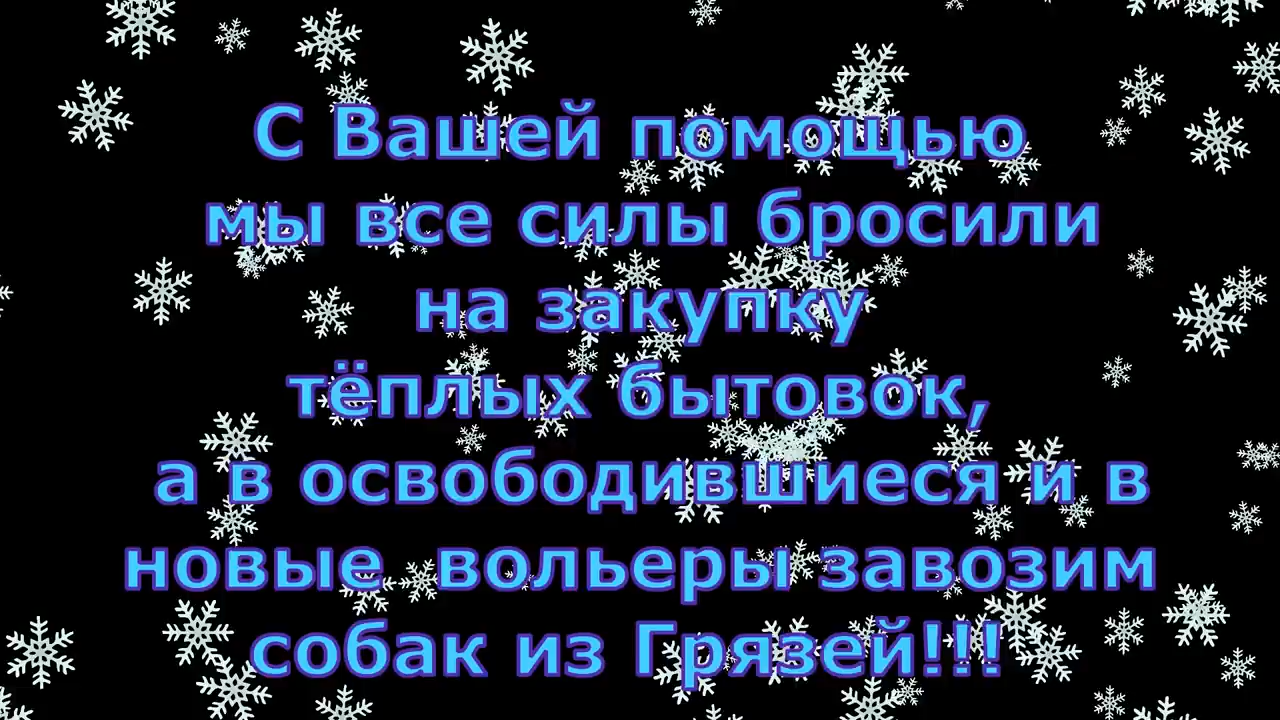 С Вашей помощью
мы все силы бросили
на закупку
тёплых бытовок,
а в освободившиеся и в
новые вольеры завозим
собак из Грязей!!!